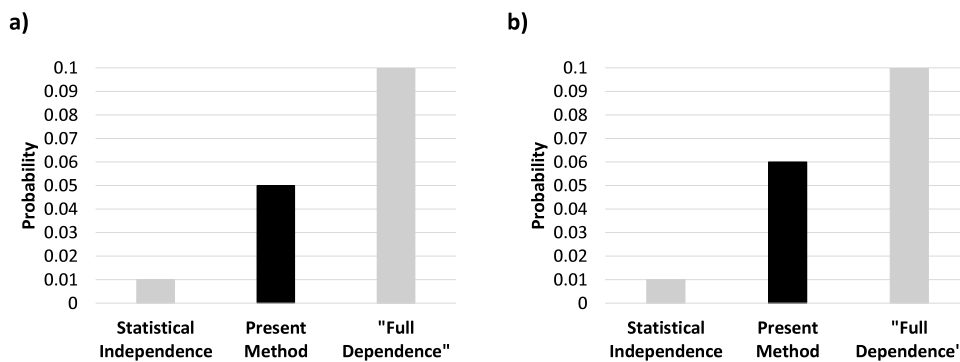 a)
Probability
0.1
0.09
0.08
0.07
0.06
0.05
0.04
0.03
0.02
0.01
0
Statistical
Independence
Present
Method
"Full
Dependence"
b)
Probability
0.1
0.09
0.08
0.07
0.06
0.05
0.04
0.03
0.02
0.01
0
Statistical
Independence
Present
Method
"Full
Dependence"